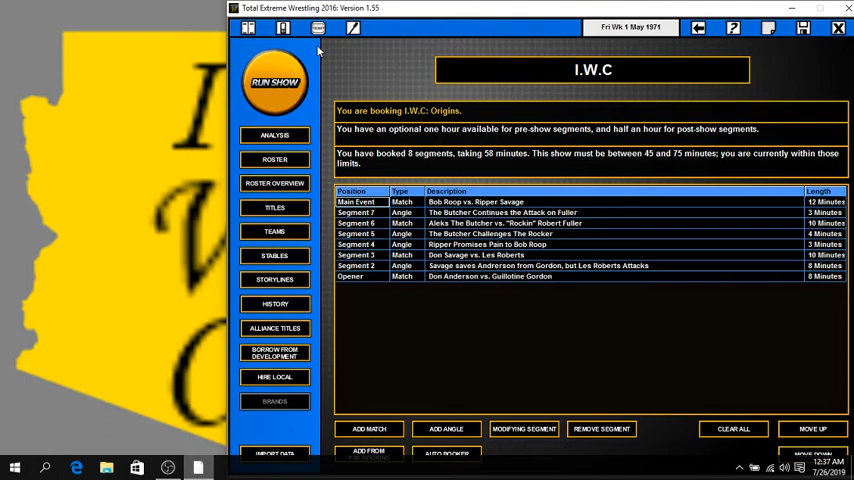 Total Extreme Wrestling 2016: Version 1.55
Fri Wk 1 May 1971
RUN SHOW
I.W.C
You are booking I.W.C: Origins.
You have an optional one hour available for pre-show segments, and half an hour for post-show segments.
You have booked 8 segments, taking 58 minutes. This show must be between 45 and 75 minutes; you are currently within those
limits.
ANALYSIS
ROSTER
ROSTER OVERVIEW
TITLES
TEAMS
STABLES
STORYLINES
HISTORY
ALLIANCE TITLES
BORROW FROM
DEVELOPMENT
HIRE LOCAL
BRANDS
IMPORT DATA
Position Type Description Length
Main Event Match Bob Roop vs. Ripper Savage 12 Minutes
Segment 7 Angle The Butcher Continues the Attack on Fuller 3 Minutes
Segment 6 Match Aleks The Butcher vs. "Rockin" Robert Fuller 10 Minutes
Segment 5 Angle The Butcher Challenges The Rocker 4 Minutes
Segment 4 Angle Ripper Promises Pain to Bob Roop 3 Minutes
Segment 3 Match Don Savage vs. Les Roberts 10 Minutes
Segment 2 Angle Savage saves Andrerson from Gordon, but Les Roberts Attacks 8 Minutes
Opener Match Don Anderson vs. Guillotine Gordon 8 Minutes
ADD MATCH ADD ANGLE MODIFYING SEGMENT REMOVE SEGMENT CLEAR ALL MOVE UP
ADD FROM
PRE BOOKING AUTO BOOKER MOVE DOWN
I
W
C
12:37 AM
7/26/2019